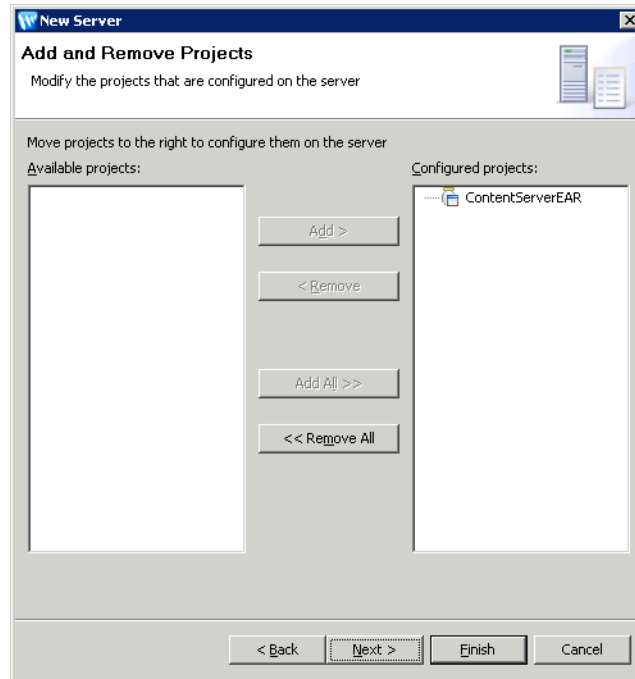 New Server
Add and Remove Projects
Modify the projects that are configured on the server
Move projects to the right to configure them on the server
Available projects:
Configured projects:
ContentServerEAR
Add >
< Remove
Add All >>
<< Remove All
< Back
Next >
Finish
Cancel